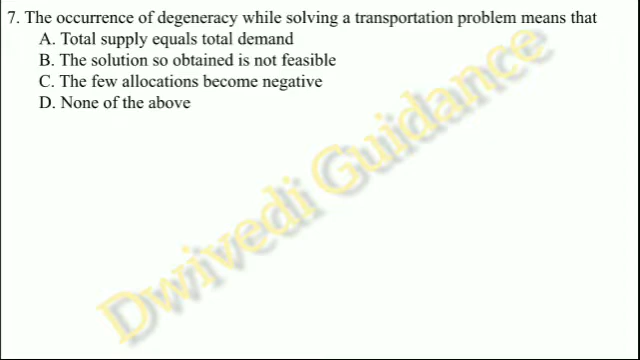 7. The occurrence of degeneracy while solving a transportation problem means that
A. Total supply equals total demand
B. The solution so obtained is not feasible
C. The few allocations become negative
D. None of the above
Dwivedi Guidance